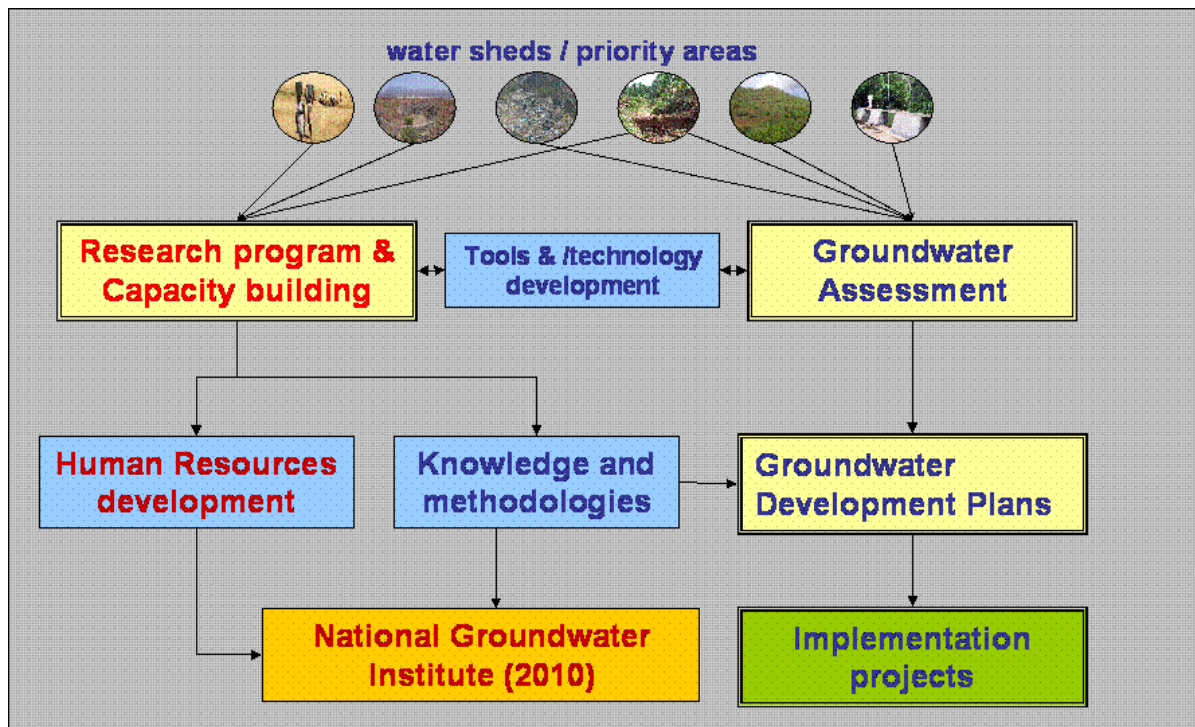 water sheds / priority areas
Research program &
Capacity building
Tools & /technology
development
Groundwater
Assessment
Human Resources
development
Knowledge and
methodologies
Groundwater
Development Plans
National Groundwater
Institute (2010)
Implementation
projects